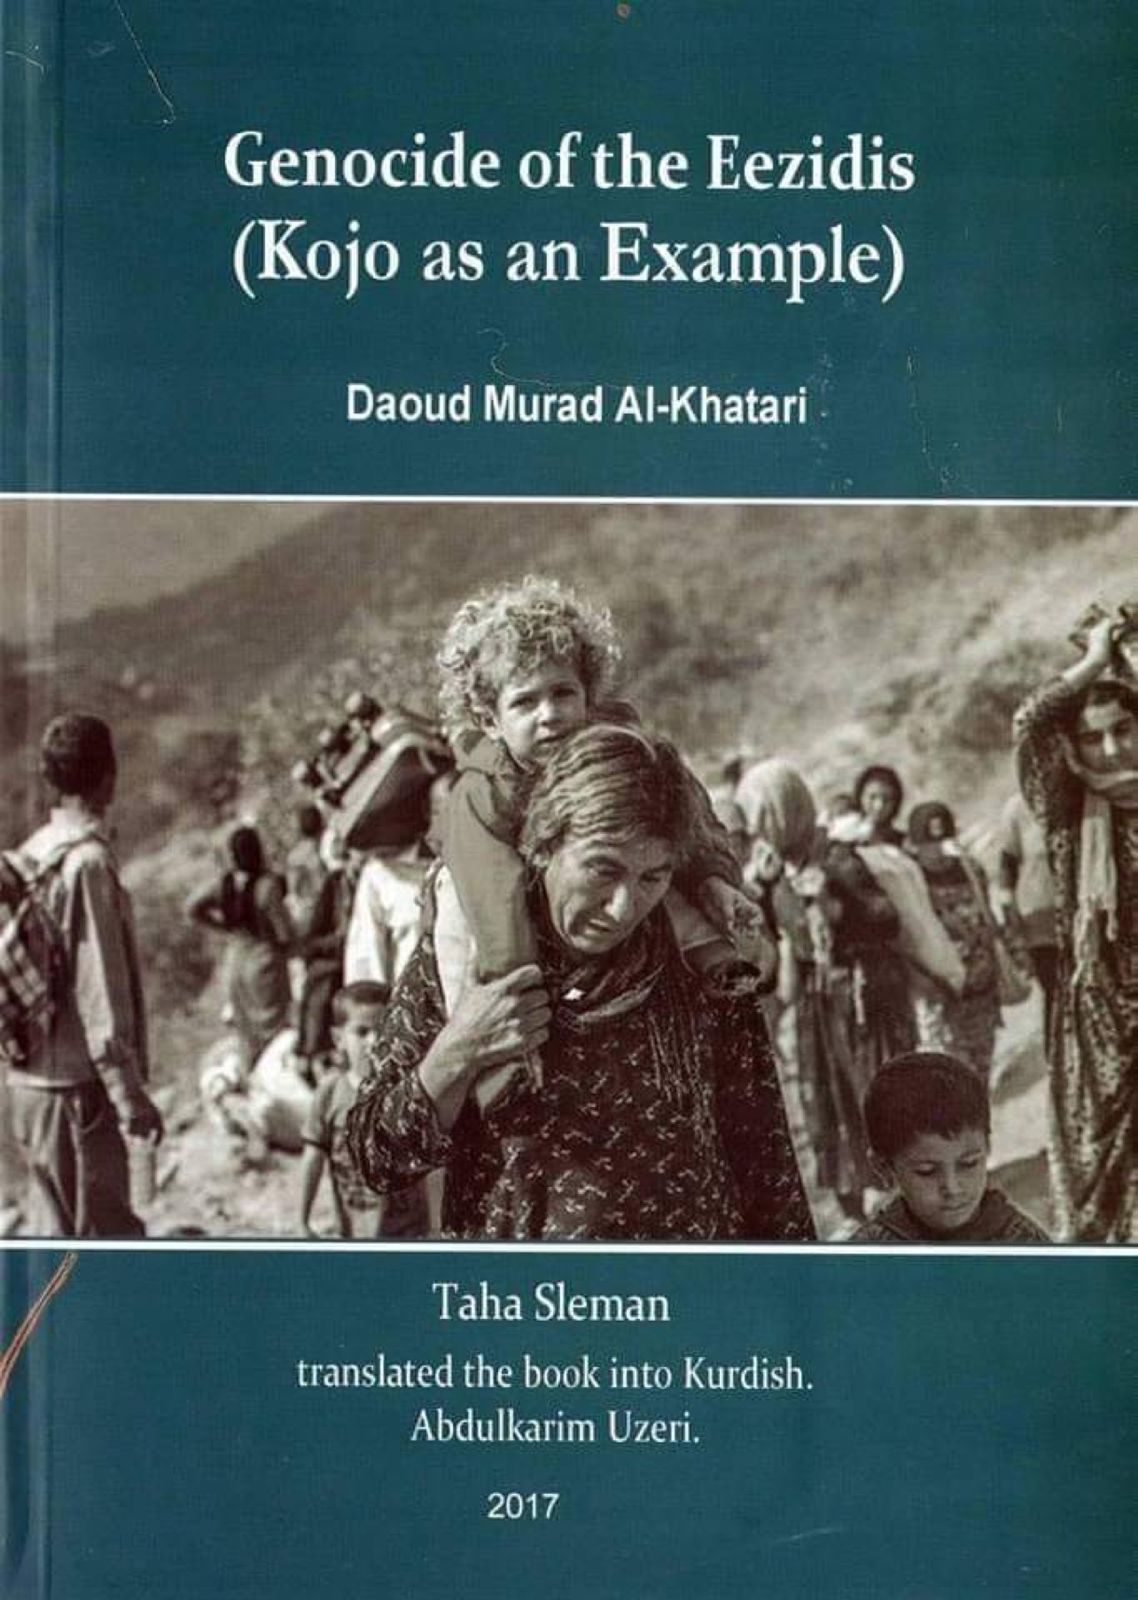 Genocide of the Eezidis
(Kojo as an Example)
Daoud Murad Al-Khatari
Taha Sleman
translated the book into Kurdish.
Abdulkarim Uzeri.
2017